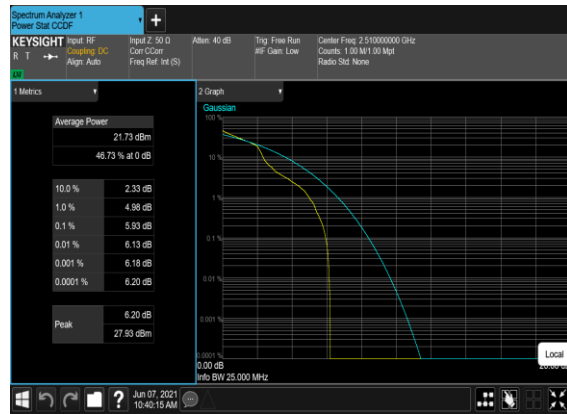 Spectrum Analyzer 1
Power Stat CCDF
+
KEYSIGHT
R T
LXI
Input: RF
Coupling: DC
Align: Auto
Input Z: 50 Ω
Corr CCorr
Freq Ref: Int (S)
Atten: 40 dB
Trig: Free Run
#IF Gain: Low
Center Freq: 2.510000000 GHz
Counts: 1.00 M/1.00 Mpt
Radio Std: None
1 Metrics
Average Power
21.73 dBm
46.73 % at 0 dB
10.0 % 2.33 dB
1.0 % 4.98 dB
0.1 % 5.93 dB
0.01 % 6.13 dB
0.001 % 6.18 dB
0.0001 % 6.20 dB
Peak 6.20 dB
27.93 dBm
2 Graph
Gaussian
100 %
10 %
1 %
0.1 %
0.01 %
0.001 %
0.0001 %
0.00 dB
Info BW 25.000 MHz
Local
?
Jun 07, 2021
10:40:15 AM